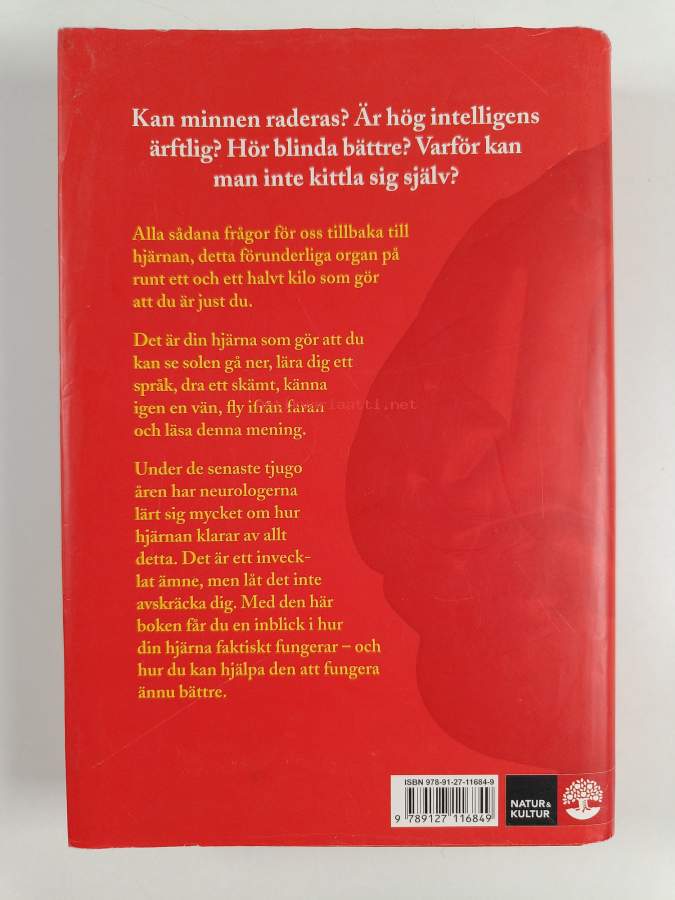 Kan minnen raderas? Är hög intelligens
ärftlig? Hör blinda bättre? Varför kan
man inte kittla sig själv?
Alla sådana frågor för oss tillbaka till
hjärnan, detta förunderliga organ på
runt ett och ett halvt kilo som gör
att du är just du.
Det är din hjärna som gör att du
kan se solen gå ner, lära dig ett
språk, dra ett skämt, känna
igen en vän, fly ifrån faran
och läsa denna mening.
Under de senaste tjugo
åren har neurologerna
lärt sig mycket om hur
hjärnan klarar av allt
detta. Det är ett inveck-
lat ämne, men låt det inte
avskräcka dig. Med den här
boken får du en inblick i hur
din hjärna faktiskt fungerar – och
hur du kan hjälpa den att fungera
ännu bättre.
ISBN 978-91-27-11684-9
9 789127 116849
NATUR &
KULTUR